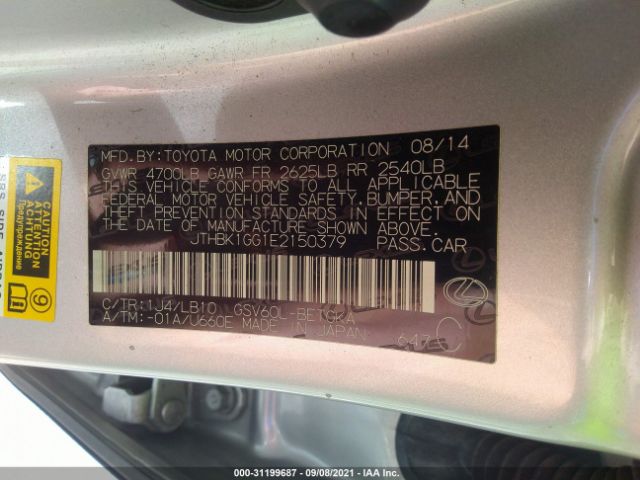 MFD.BY:TOYOTA MOTOR CORPORATION 08/14
GVWR 4700LB GAWR FR 2625LB RR 2540LB
THIS VEHICLE CONFORMS TO ALL APPLICABLE
FEDERAL MOTOR VEHICLE SAFETY,BUMPER,AND
THEFT PREVENTION STANDARDS IN EFFECT ON
THE DATE OF MANUFACTURE SHOWN ABOVE.
JTHBK1GG1E2150379 PASS.CAR
C/TR:1J4/LB10 GSV60L-BETGKA
A/TM:-01A/U660E MADE IN JAPAN 647C
ACHTUNG
ATTENTION
9
000-31199687 - 09/08/2021 - IAA Inc.